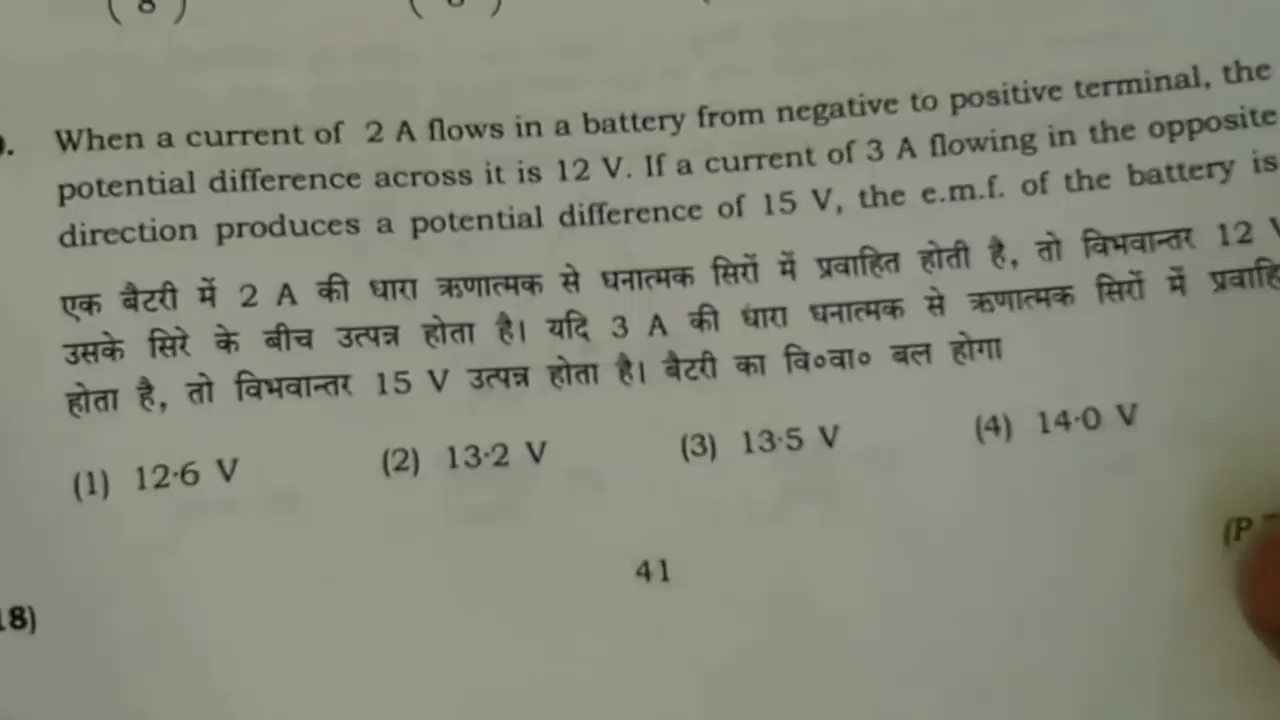 ( 8 )
When a current of 2 A flows in a battery from negative to positive terminal, the
potential difference across it is 12 V. If a current of 3 A flowing in the opposite
direction produces a potential difference of 15 V, the e.m.f. of the battery is
एक बैटरी में 2 A की धारा ऋणात्मक से धनात्मक सिरों में प्रवाहित होती है, तो विभवान्तर 12
उसके सिरे के बीच उत्पन्न होता है। यदि 3 A की धारा धनात्मक से ऋणात्मक सिरों में
होता है, तो विभवान्तर 15 V उत्पन्न होता है। बैटरी का वि०वा० बल होगा
(1) 12·6 V (2) 13·2 V (3) 13·5 V (4) 14·0 V
(P
41
18)